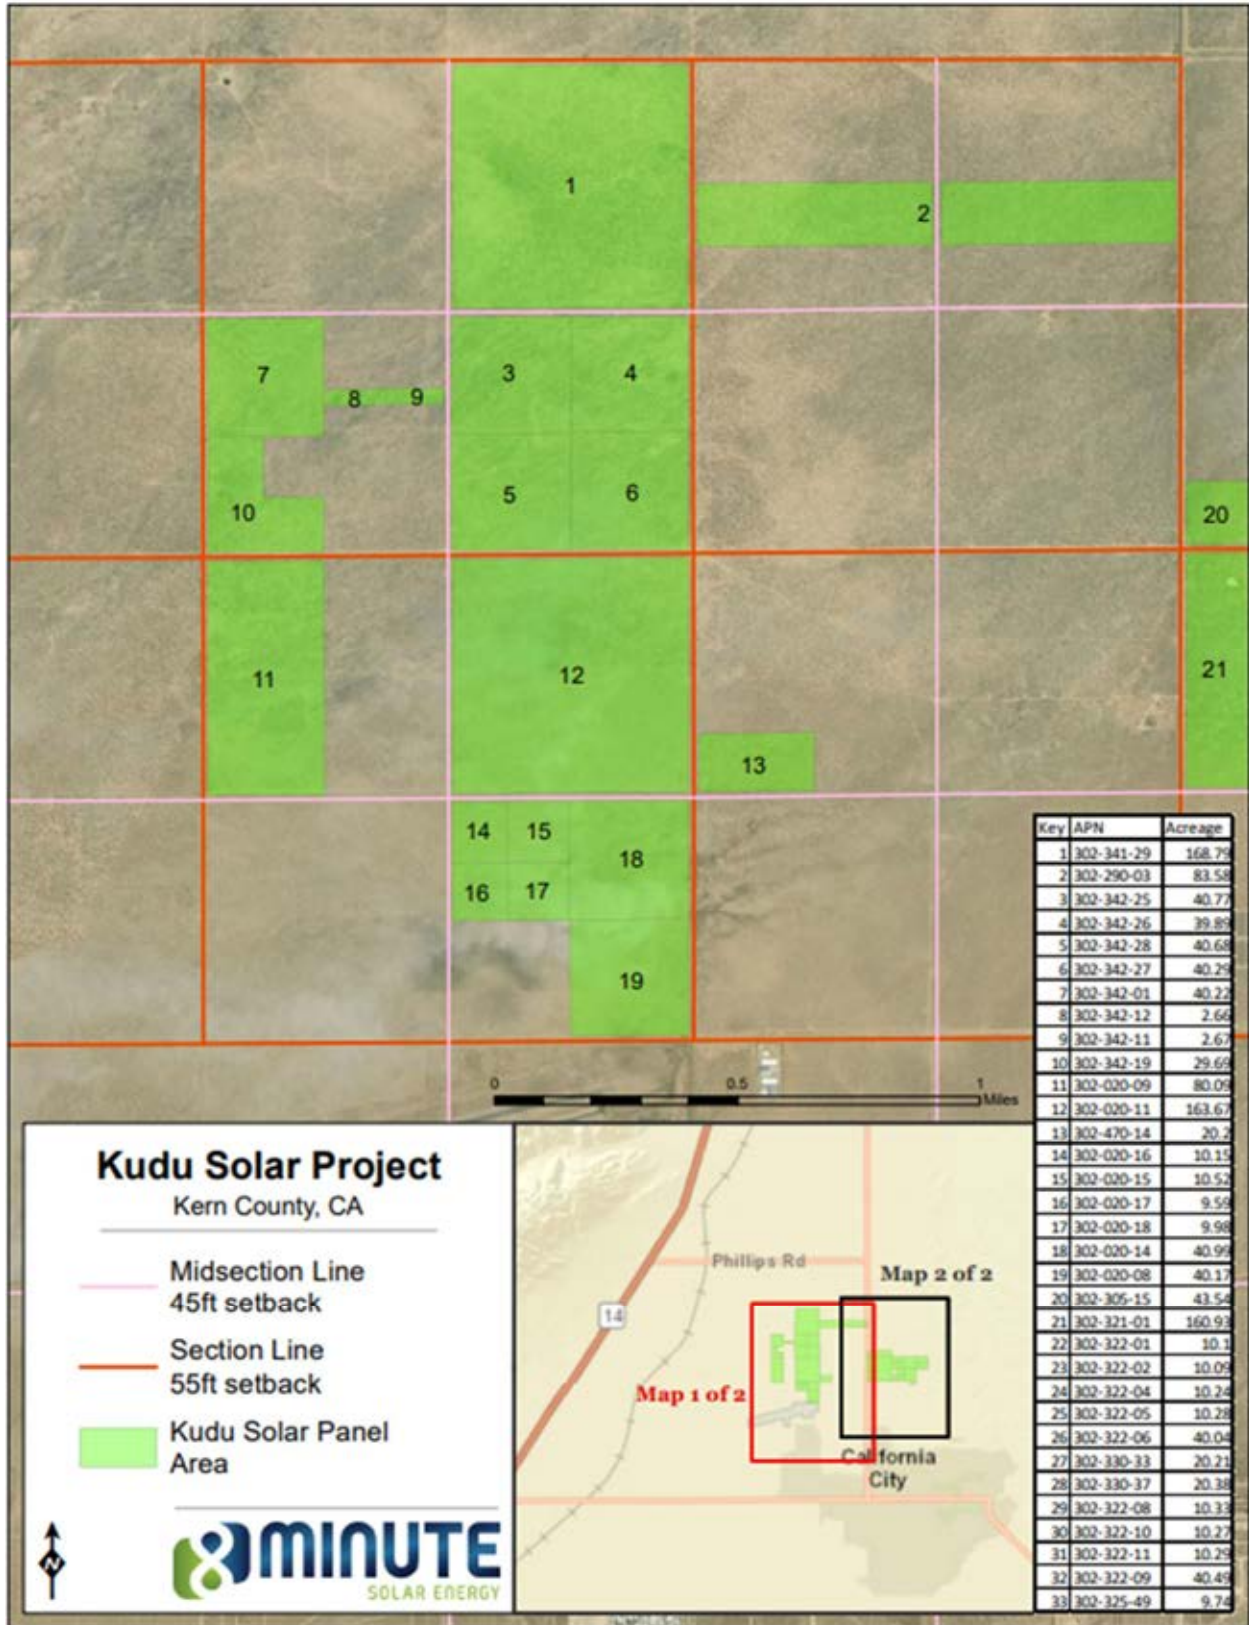 1
2
7
3
4
8
9
5
6
10
20
11
12
21
13
14
15
18
16
17
19
0
0.5
1
Miles
Key APN Acreage
1 302-341-29 168.79
2 302-290-03 83.58
3 302-342-25 40.77
4 302-342-26 39.89
5 302-342-28 40.68
6 302-342-27 40.29
7 302-342-01 40.22
8 302-342-12 2.66
9 302-342-11 2.67
10 302-342-19 29.69
11 302-020-09 80.09
12 302-020-11 163.67
13 302-470-14 20.2
14 302-020-16 10.15
15 302-020-15 10.52
16 302-020-17 9.59
17 302-020-18 9.98
18 302-020-14 40.99
19 302-020-08 40.17
20 302-305-15 43.54
21 302-321-01 160.93
22 302-322-01 10.1
23 302-322-02 10.09
24 302-322-04 10.24
25 302-322-05 10.28
26 302-322-06 40.04
27 302-330-33 20.21
28 302-330-37 20.38
29 302-322-08 10.33
30 302-322-10 10.27
31 302-322-11 10.29
32 302-322-09 40.49
33 302-325-49 9.74
Kudu Solar Project
Kern County, CA
Midsection Line
45ft setback
Section Line
55ft setback
Kudu Solar Panel
Area
N
8MINUTE
SOLAR ENERGY
Phillips Rd
Map 2 of 2
14
Map 1 of 2
California
City